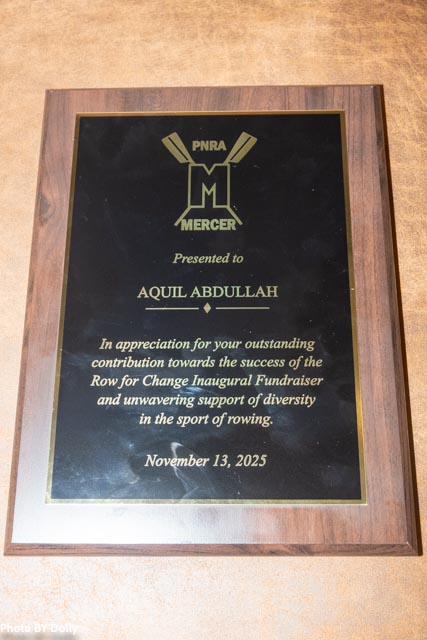 PNRA
M
MERCER
Presented to
AQUIL ABDULLAH
In appreciation for your outstanding
contribution towards the success of the
Row for Change Inaugural Fundraiser
and unwavering support of diversity
in the sport of rowing.
November 13, 2025
Photo BY Dolly